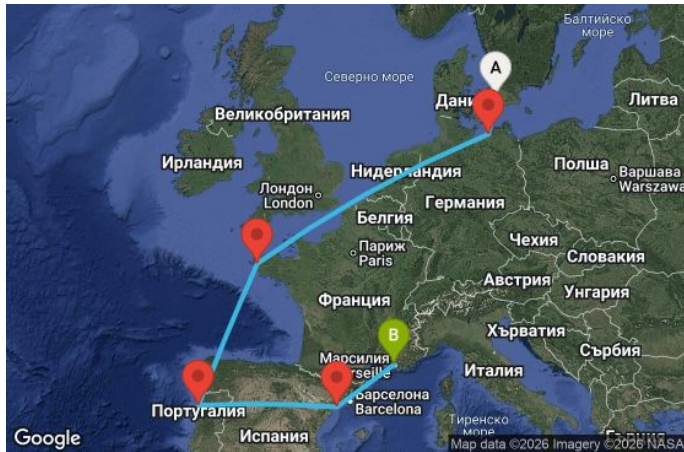 Балтийско
море
A
Северно море
Дани
Литва
Великобритания
Ирландия
Нидерландия
Полша
Варшава
Warszawa
Лондон
London
Белгия
Германия
Париж
Paris
Чехия
Словакия
Австрия
Унгария
Франция
B
Хърватия
Сърбия
Марсилия
rseille
Италия
Барселона
Barcelona
Португалия
Испания
Тиренско
море
Google
Map data ©2026 Imagery ©2026 NASA